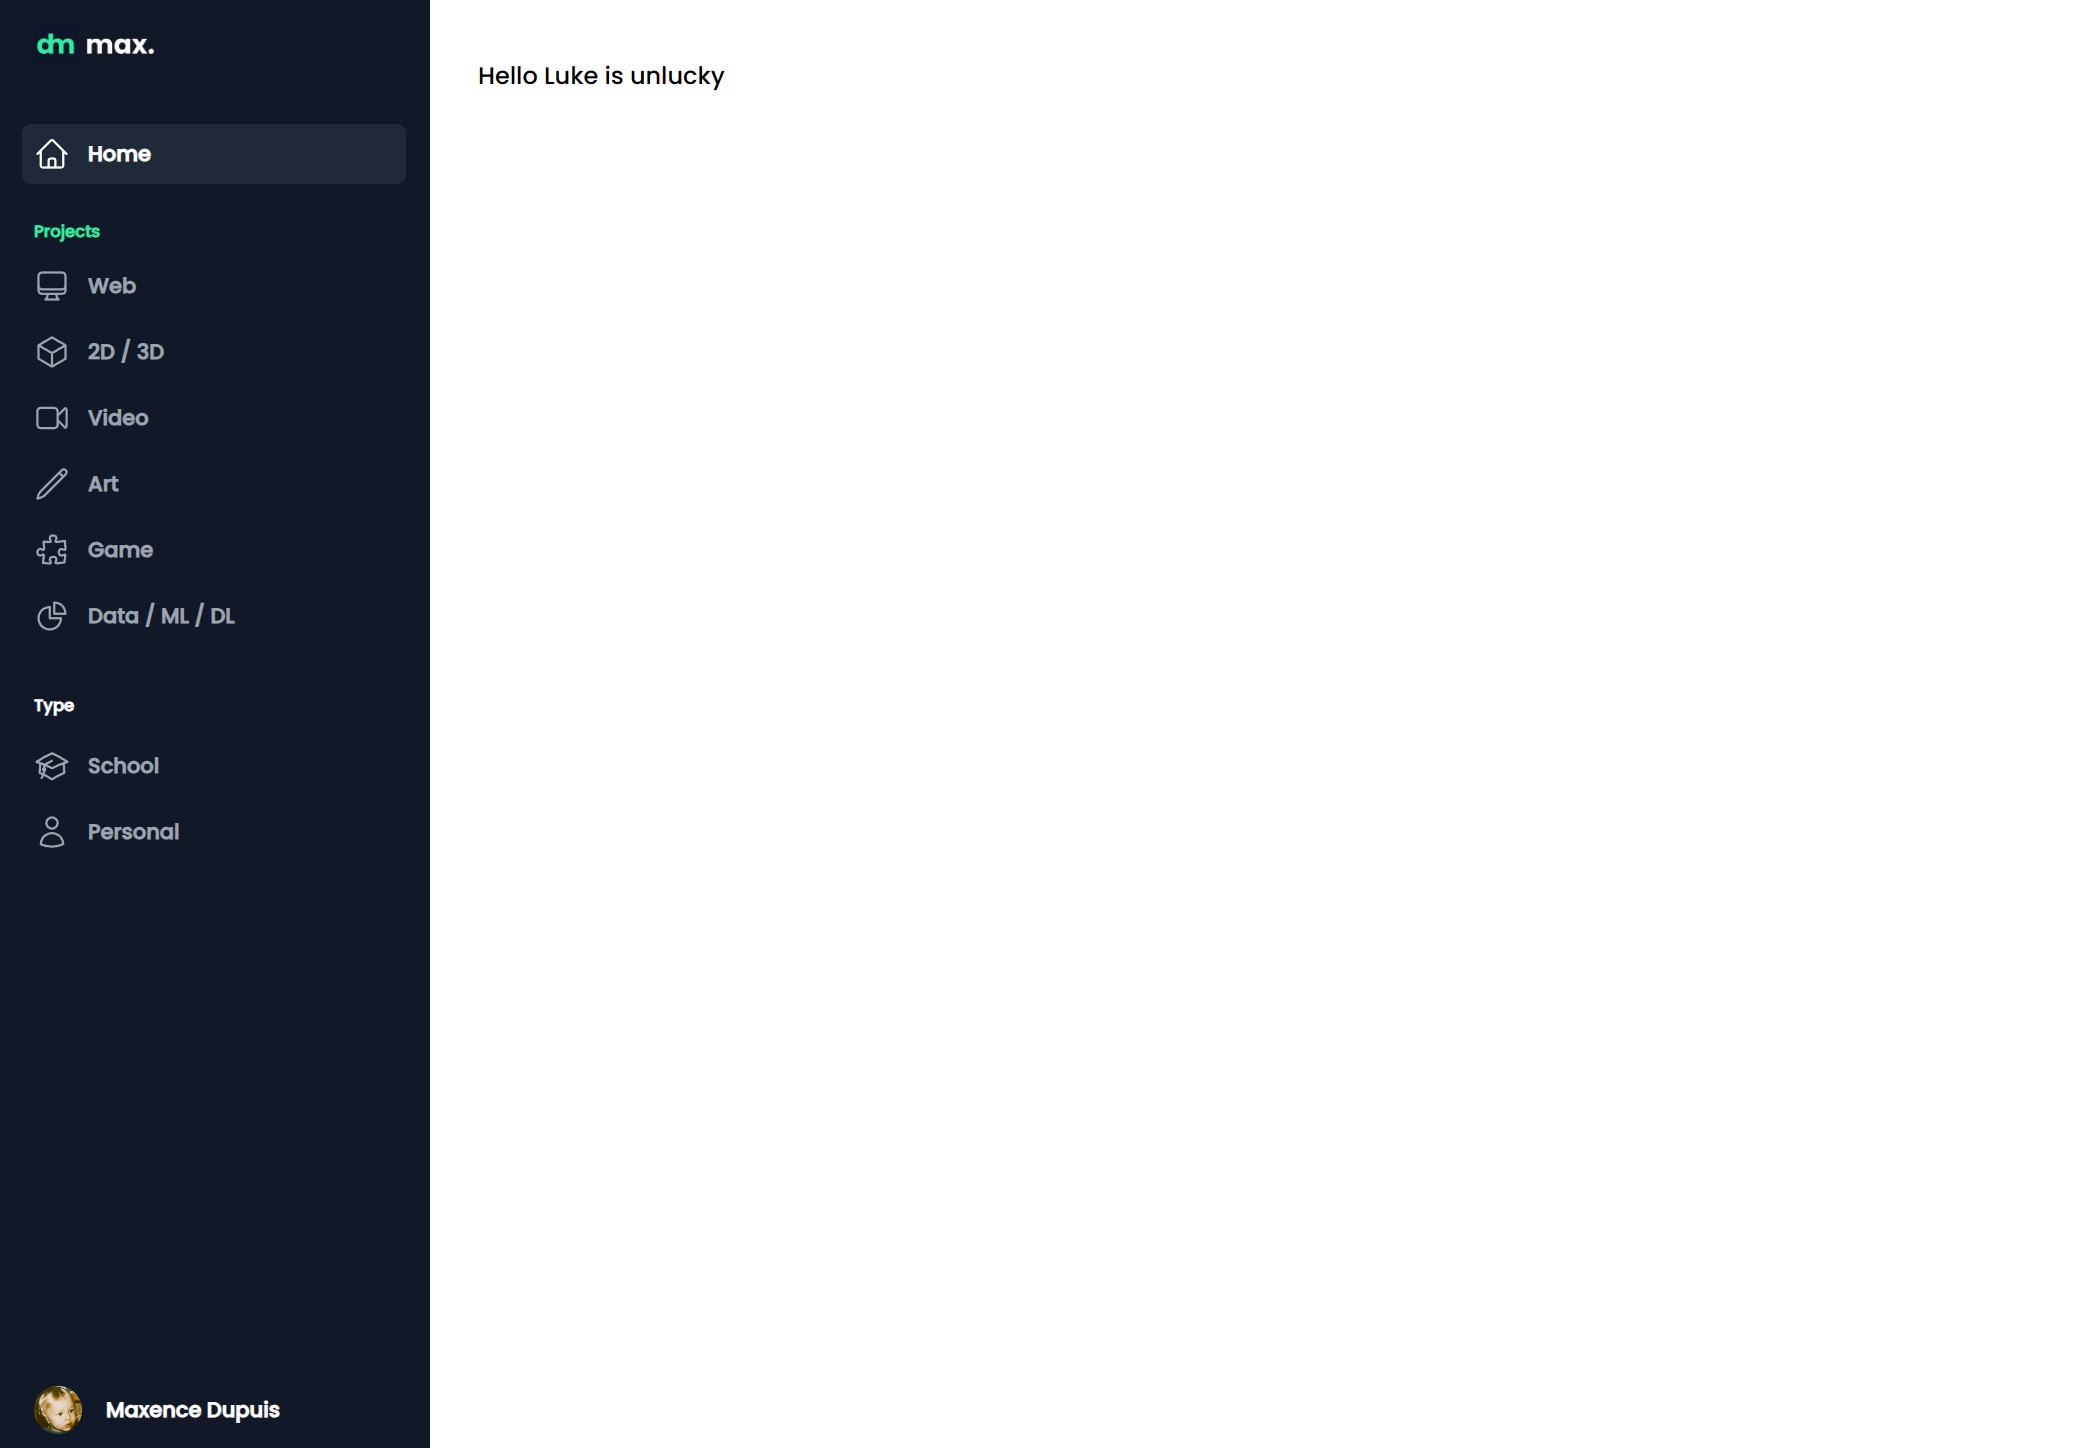 dm max.
Home
Projects
Web
2D / 3D
Video
Art
Game
Data / ML / DL
Type
School
Personal
Maxence Dupuis
Hello Luke is unlucky